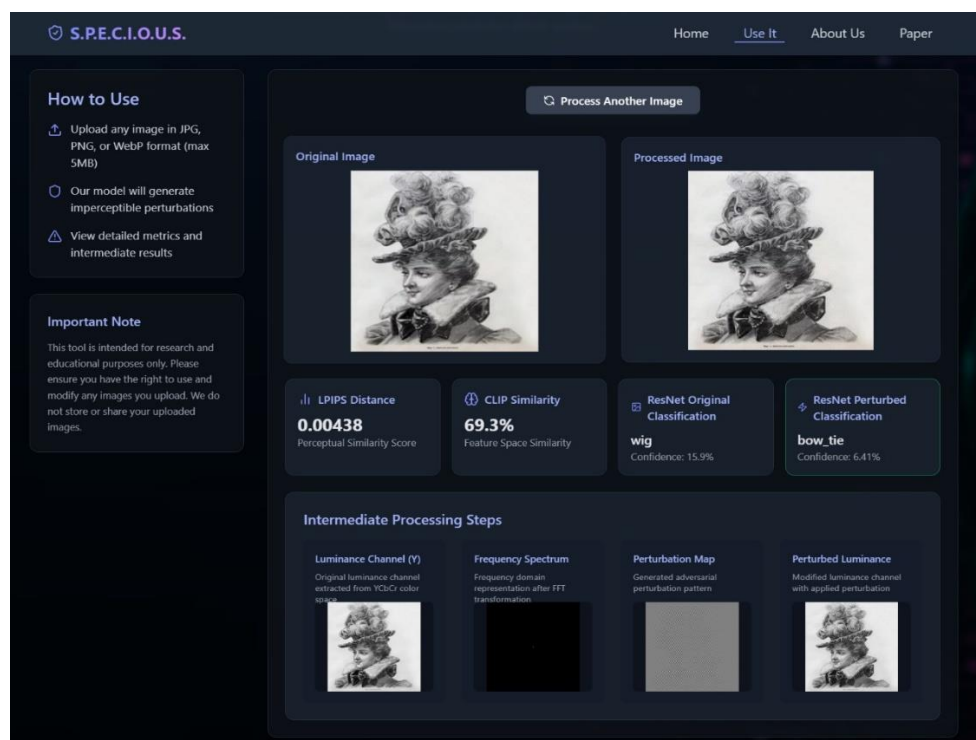 S.P.E.C.I.O.U.S.
Home Use It About Us Paper
How to Use
Upload any image in JPG,
PNG, or WebP format (max
5MB)
Our model will generate
imperceptible perturbations
View detailed metrics and
intermediate results
Important Note
This tool is intended for research and
educational purposes only. Please
ensure you have the right to use and
modify any images you upload. We do
not store or share your uploaded
images.
Process Another Image
Original Image
Processed Image
LPIPS Distance
0.00438
Perceptual Similarity Score
CLIP Similarity
69.3%
Feature Space Similarity
ResNet Original
Classification
wig
Confidence: 15.9%
ResNet Perturbed
Classification
bow_tie
Confidence: 6.41%
Intermediate Processing Steps
Luminance Channel (Y)
Original luminance channel
extracted from YCbCr color
space
Frequency Spectrum
Frequency domain
representation after FFT
transformation
Perturbation Map
Generated adversarial
perturbation pattern
Perturbed Luminance
Modified luminance channel
with applied perturbation